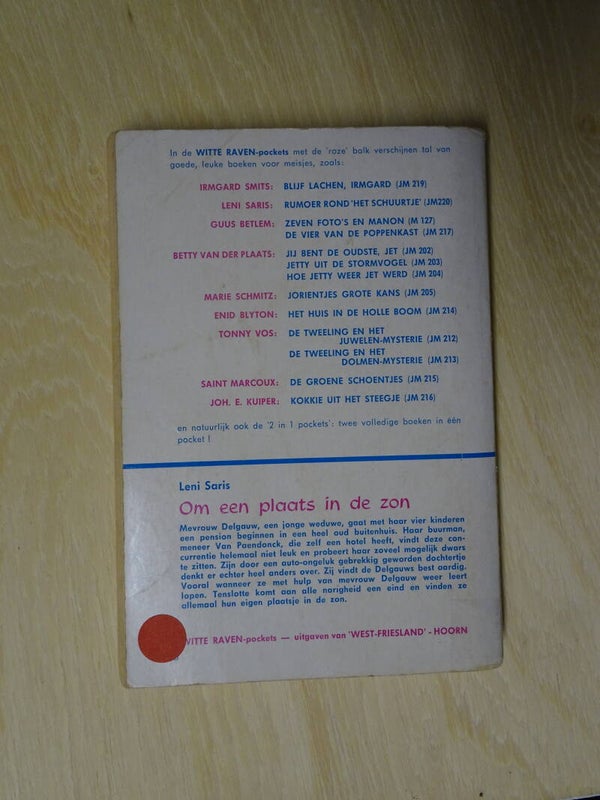 In de WITTE RAVEN-pockets met de 'roze' balk verschijnen tal van
goede, leuke boeken voor meisjes, zoals:
IRMGARD SMITS: BLIJF LACHEN, IRMGARD (JM 219)
LENI SARIS: RUMOER ROND 'HET SCHUURTJE' (JM220)
GUUS BETLEM: ZEVEN FOTO'S EN MANON (M 127)
DE VIER VAN DE POPPENKAST (JM 217)
BETTY VAN DER PLAATS: JIJ BENT DE OUDSTE, JET (JM 202)
JETTY UIT DE STORMVOGEL (JM 203)
HOE JETTY WEER JET WERD (JM 204)
MARIE SCHMITZ: JORIENTJES GROTE KANS (JM 205)
ENID BLYTON: HET HUIS IN DE HOLLE BOOM (JM 214)
TONNY VOS: DE TWEELING EN HET
JUWELEN-MYSTERIE (JM 212)
DE TWEELING EN HET
DOLMEN-MYSTERIE (JM 213)
SAINT MARCOUX: DE GROENE SCHOENTJES (JM 215)
JOH. E. KUIPER: KOKKIE UIT HET STEEGJE (JM 216)
en natuurlijk ook de '2 in 1 pockets': twee volledige boeken in één
pocket!
Leni Saris
Om een plaats in de zon
Mevrouw Delgauw, een jonge weduwe, gaat met haar vier kinderen
een pension beginnen in een heel oud buitenhuis. Haar buurman,
meneer Van Paendonck, die zelf een hotel heeft, vindt deze con-
currentie helemaal niet leuk en probeert haar zoveel mogelijk dwars
te zitten. Zijn door een auto-ongeluk gebrekkig geworden dochtertje
denkt er echter heel anders over. Zij vindt de Delgauws best aardig.
Vooral wanneer ze met hulp van mevrouw Delgauw weer leert
lopen. Tenslotte komt aan alle narigheid een eind en vinden ze
allemaal hun eigen plaatsje in de zon.
WITTE RAVEN-pockets — uitgaven van 'WEST-FRIESLAND' - HOORN